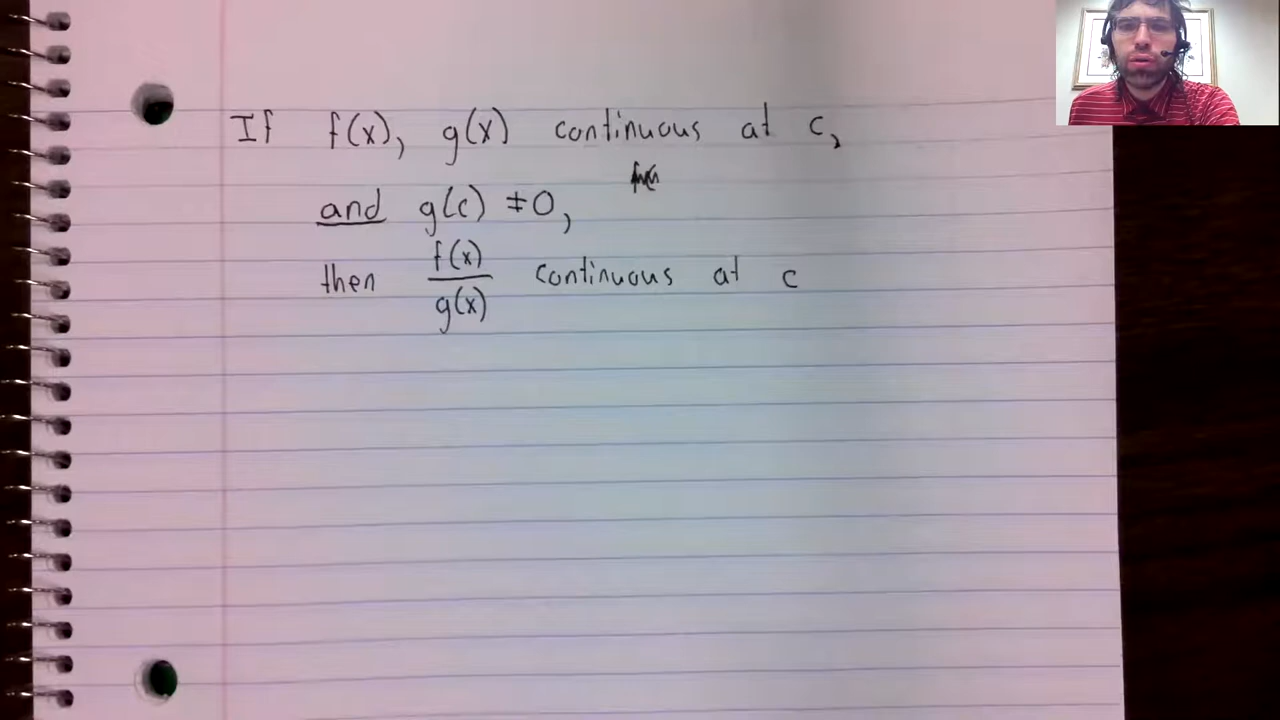 If f(x), g(x) continuous at c,
and g(c) ≠ 0,
then f(x)/g(x) continuous at c